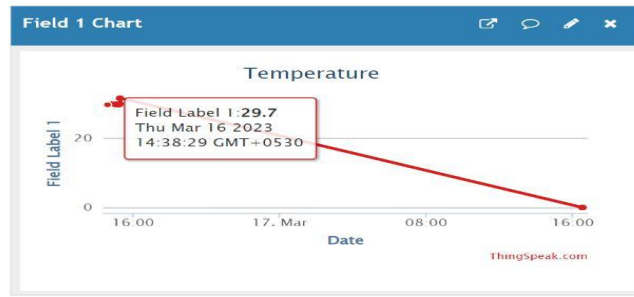 Field 1 Chart
Temperature
Field Label 1:29.7
Thu Mar 16 2023
14:38:29 GMT+0530
Field Label 1
20
0
16:00
17. Mar
08:00
16:00
Date
ThingSpeak.com